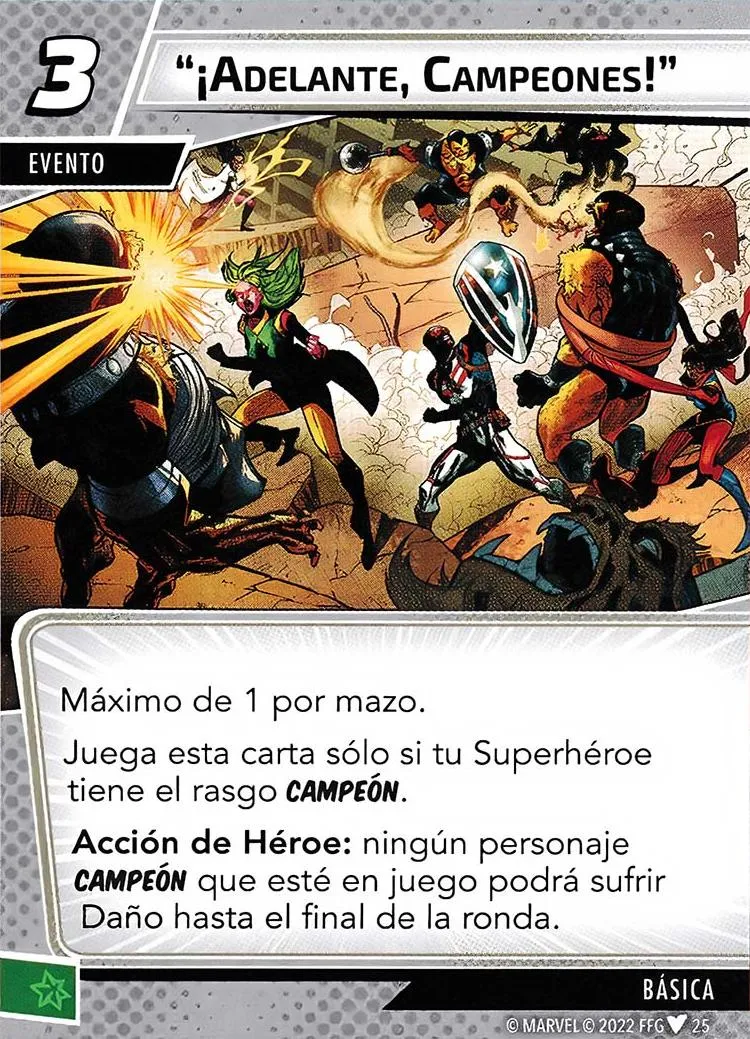 3
“¡ADELANTE, CAMPEONES!”
EVENTO
Máximo de 1 por mazo.
Juega esta carta sólo si tu Superhéroe
tiene el rasgo CAMPEÓN.
Acción de Héroe: ningún personaje
CAMPEÓN que esté en juego podrá sufrir
Daño hasta el final de la ronda.
BÁSICA
© MARVEL © 2022 FFG ♥ 25